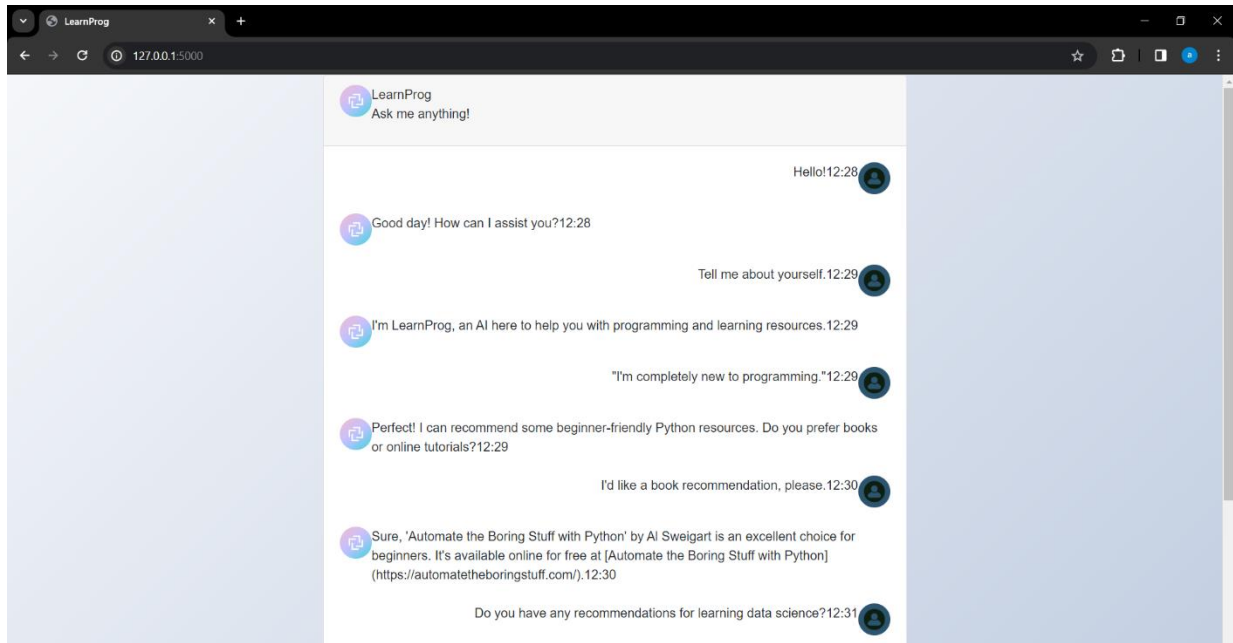 LearnProg
127.0.0.1:5000
LearnProg
Ask me anything!
Hello!12:28
Good day! How can I assist you?12:28
Tell me about yourself.12:29
I'm LearnProg, an AI here to help you with programming and learning resources.12:29
"I'm completely new to programming."12:29
Perfect! I can recommend some beginner-friendly Python resources. Do you prefer books
or online tutorials?12:29
I'd like a book recommendation, please.12:30
Sure, 'Automate the Boring Stuff with Python' by Al Sweigart is an excellent choice for
beginners. It's available online for free at [Automate the Boring Stuff with Python]
(https://automatetheboringstuff.com/).12:30
Do you have any recommendations for learning data science?12:31